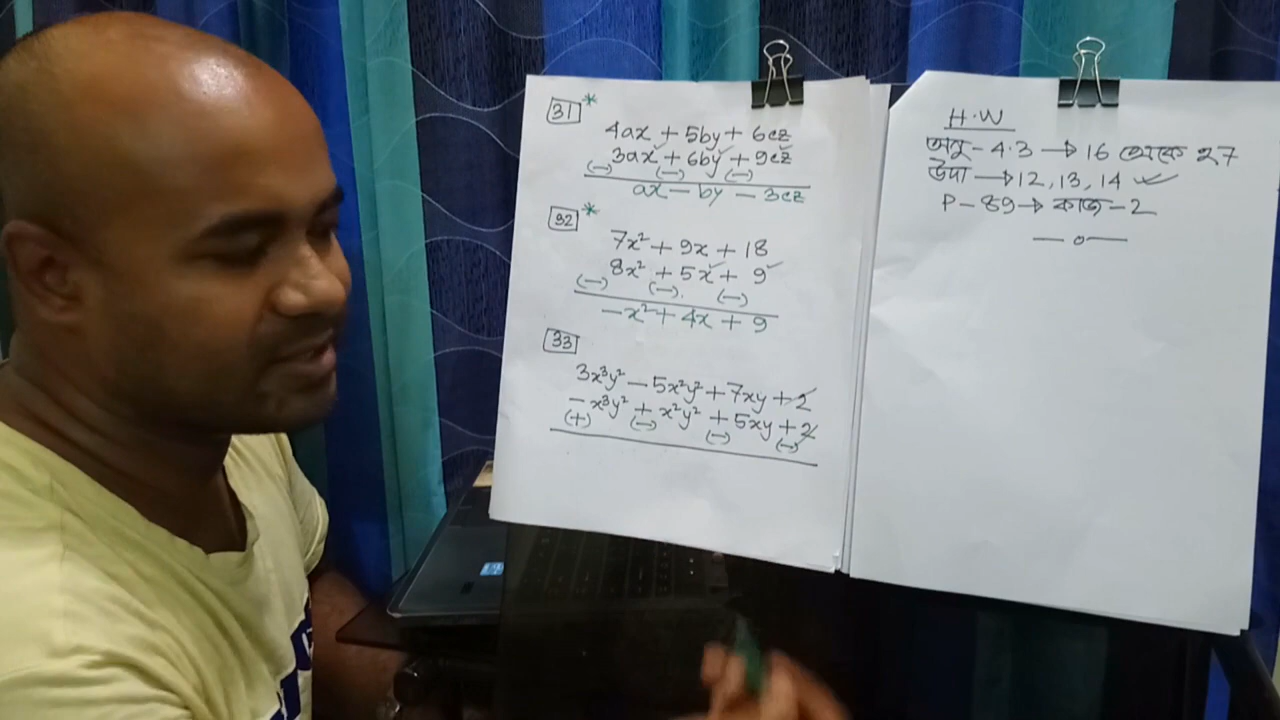 31 *
4ax + 5by + 6cz
3ax + 6by + 9cz
(−) (−) (−)
ax − by − 3cz
32 *
7x² + 9x + 18
8x² + 5x + 9
(−) (−) (−)
−x² + 4x + 9
33
3x³y² − 5x²y² + 7xy + 2
−x³y² + x²y² + 5xy + 2
(+) (−) (−) (−)
H.W
অনু - 4.3 → 16 থেকে 27
উদা → 12, 13, 14 ✓
P - 89 → কাজ - 2
— o —